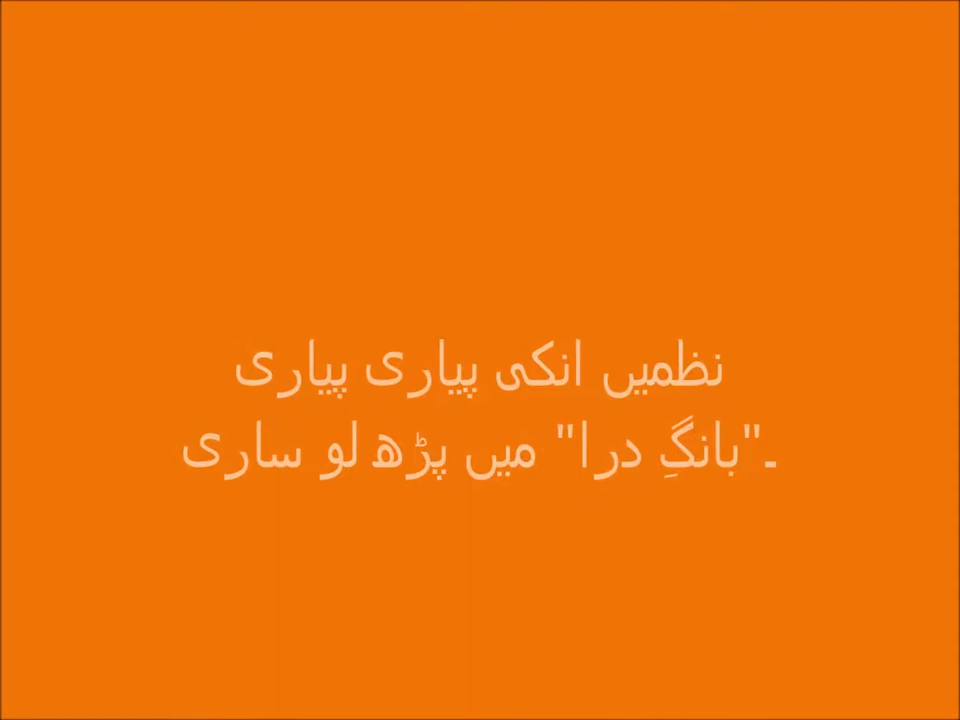 نظمیں انکی پیاری پیاری
۔"بانگِ درا" میں پڑھ لو ساری